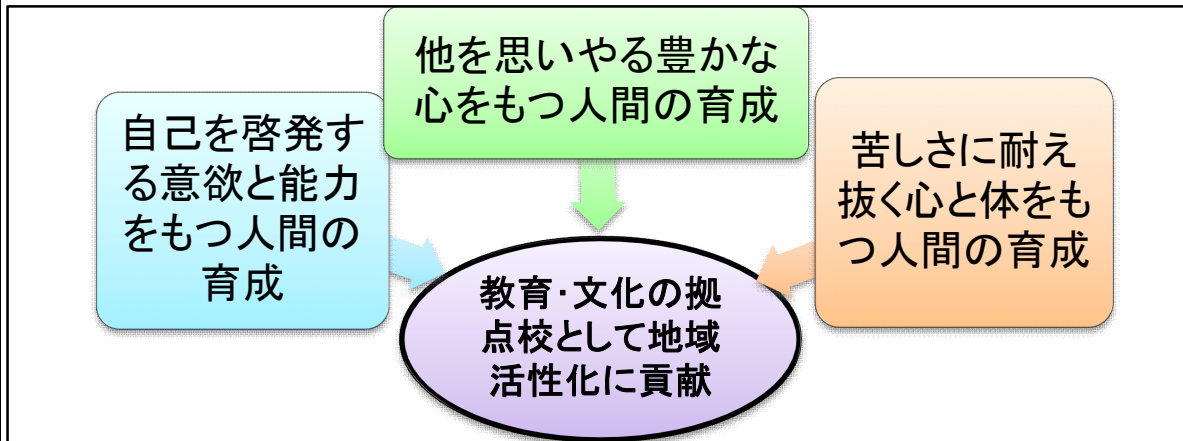 他を思いやる豊かな
心をもつ人間の育成
自己を啓発す
る意欲と能力
をもつ人間の
育成
苦しさに耐え
抜く心と体をも
つ人間の育成
教育・文化の拠
点校として地域
活性化に貢献